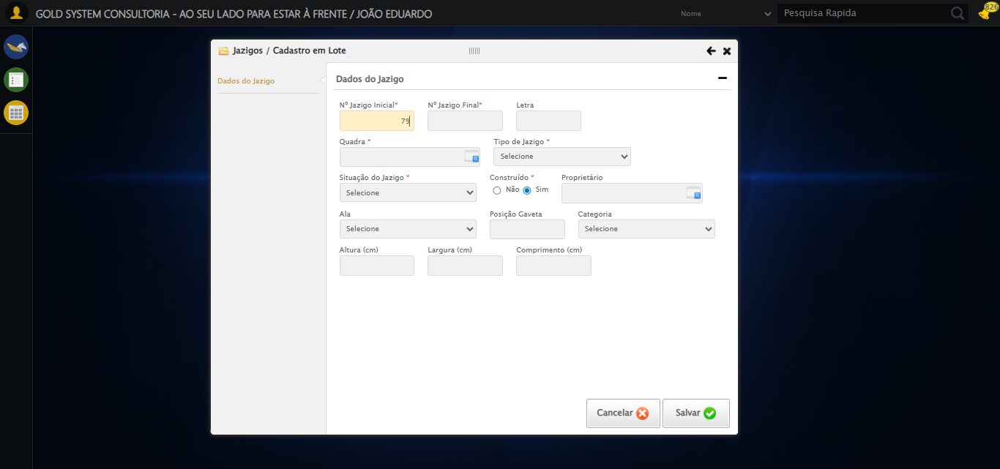 GOLD SYSTEM CONSULTORIA - AO SEU LADO PARA ESTAR À FRENTE / JOÃO EDUARDO
Nome
Pesquisa Rapida
826
Jazigos / Cadastro em Lote
Dados do Jazigo
Dados do Jazigo
Nº Jazigo Inicial* Nº Jazigo Final* Letra
79
Quadra * Tipo de Jazigo *
Selecione
Situação do Jazigo * Construído * Proprietário
Selecione Não Sim
Ala Posição Gaveta Categoria
Selecione Selecione
Altura (cm) Largura (cm) Comprimento (cm)
Cancelar Salvar